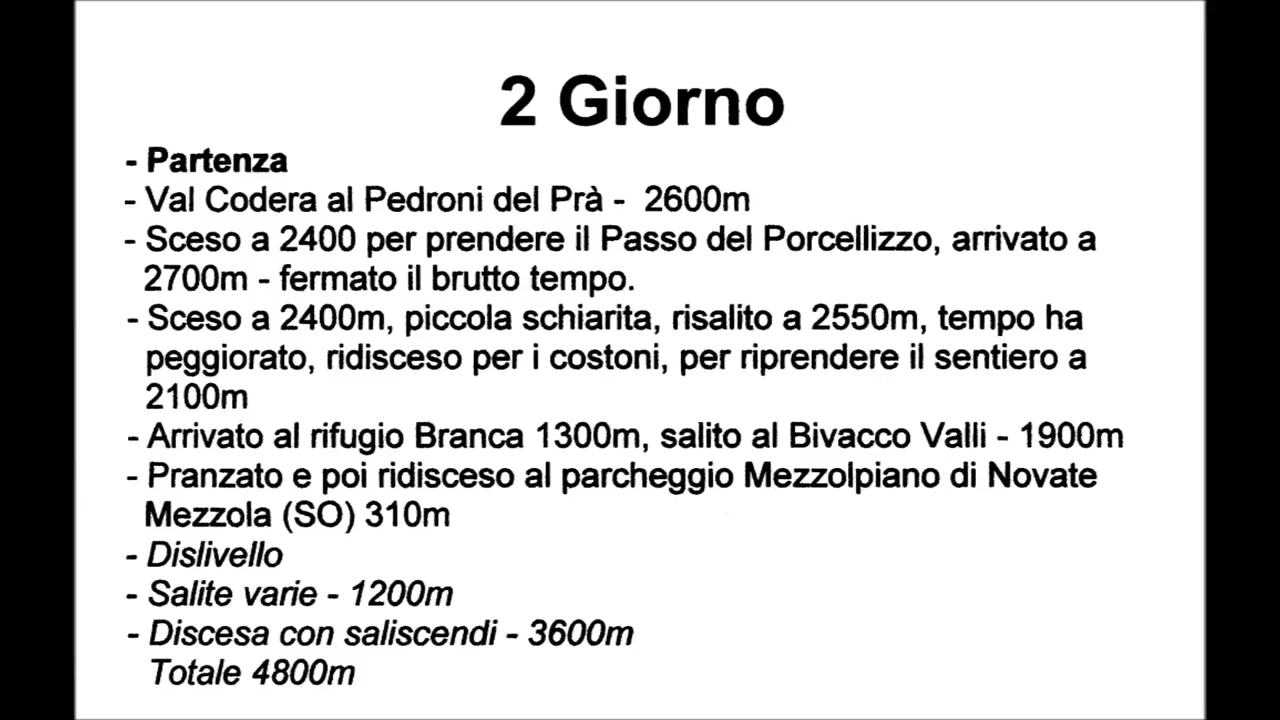 2 Giorno
- Partenza
- Val Codera al Pedroni del Prà - 2600m
- Sceso a 2400 per prendere il Passo del Porcellizzo, arrivato a
2700m - fermato il brutto tempo.
- Sceso a 2400m, piccola schiarita, risalito a 2550m, tempo ha
peggiorato, ridisceso per i costoni, per riprendere il sentiero a
2100m
- Arrivato al rifugio Branca 1300m, salito al Bivacco Valli - 1900m
- Pranzato e poi ridisceso al parcheggio Mezzolpiano di Novate
Mezzola (SO) 310m
- Dislivello
- Salite varie - 1200m
- Discesa con saliscendi - 3600m
Totale 4800m